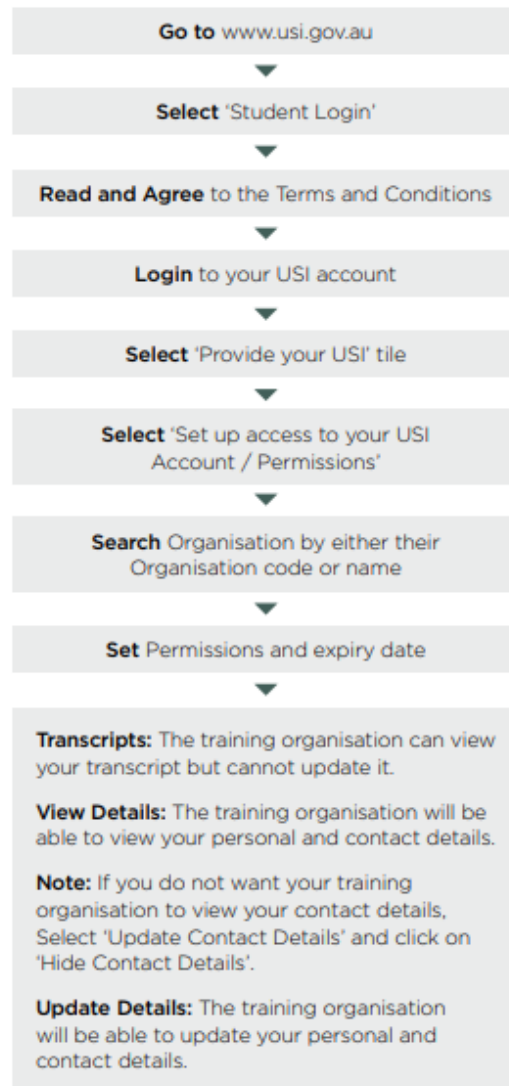 Go to www.usi.gov.au
Select ‘Student Login’
Read and Agree to the Terms and Conditions
Login to your USI account
Select ‘Provide your USI’ tile
Select ‘Set up access to your USI
Account / Permissions’
Search Organisation by either their
Organisation code or name
Set Permissions and expiry date
Transcripts: The training organisation can view
your transcript but cannot update it.
View Details: The training organisation will be
able to view your personal and contact details.
Note: If you do not want your training
organisation to view your contact details,
Select ‘Update Contact Details’ and click on
‘Hide Contact Details’.
Update Details: The training organisation
will be able to update your personal and
contact details.